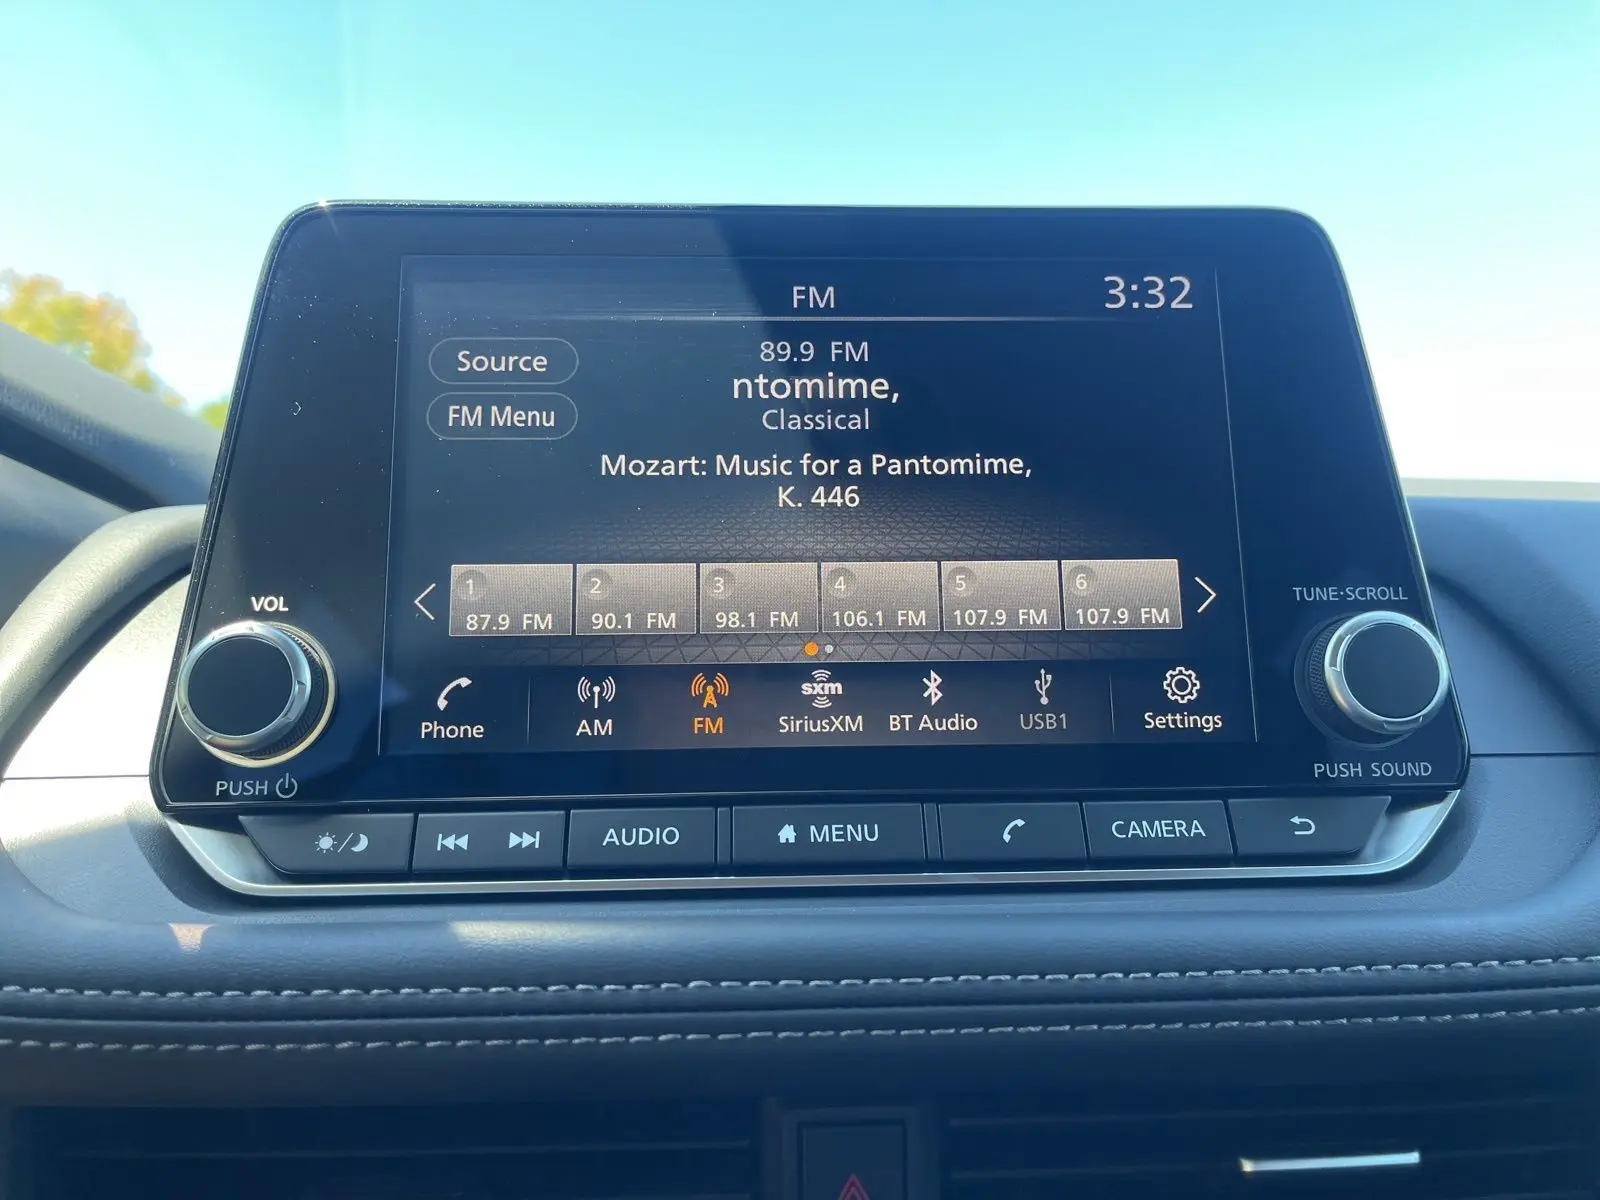 FM
3:32
Source
FM Menu
89.9 FM
ntomime,
Classical
Mozart: Music for a Pantomime,
K. 446
1
87.9 FM
2
90.1 FM
3
98.1 FM
4
106.1 FM
5
107.9 FM
6
107.9 FM
VOL
PUSH
TUNE·SCROLL
PUSH SOUND
Phone
AM
FM
sxm
SiriusXM
BT Audio
USB1
Settings
AUDIO
MENU
CAMERA